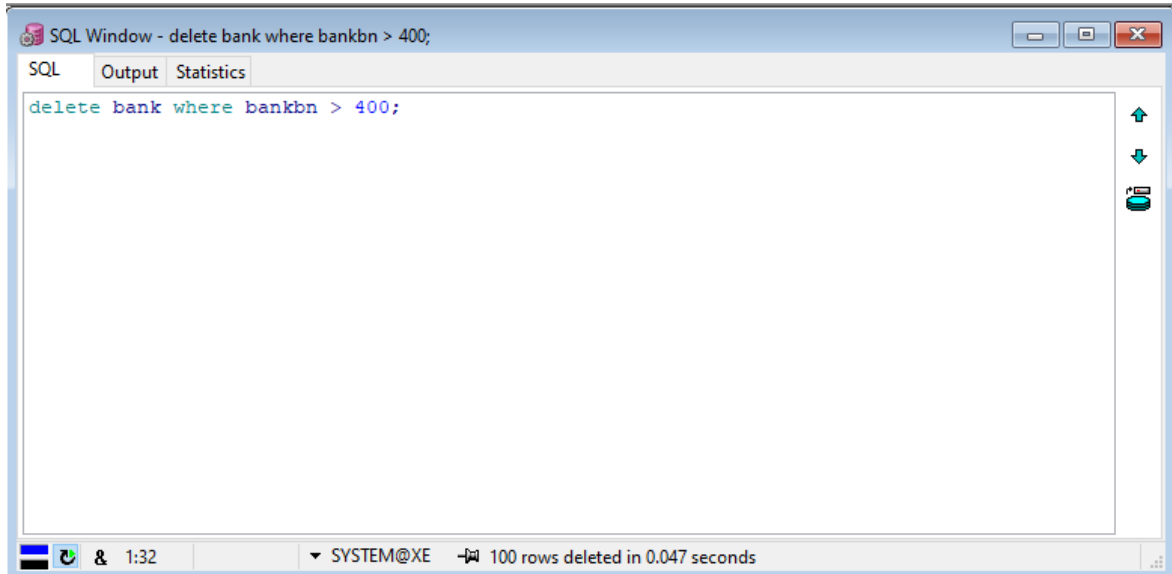 SQL Window - delete bank where bankbn > 400;
SQL Output Statistics
delete bank where bankbn > 400;
& 1:32 SYSTEM@XE 100 rows deleted in 0.047 seconds